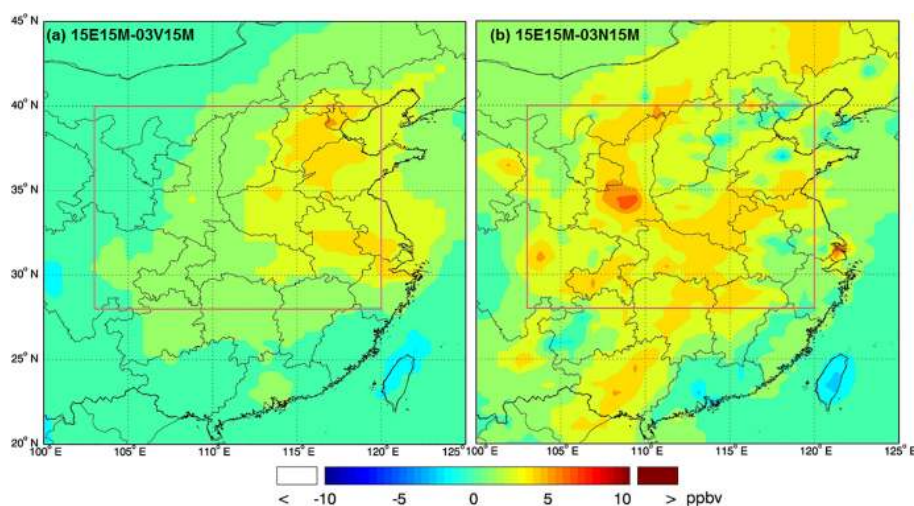 (a) 15E15M-03V15M
(b) 15E15M-03N15M
45° N
40° N
35° N
30° N
25° N
20° N
100° E 105° E 110° E 115° E 120° E 125° E
100° E 105° E 110° E 115° E 120° E 125° E
< -10 -5 0 5 10 > ppbv